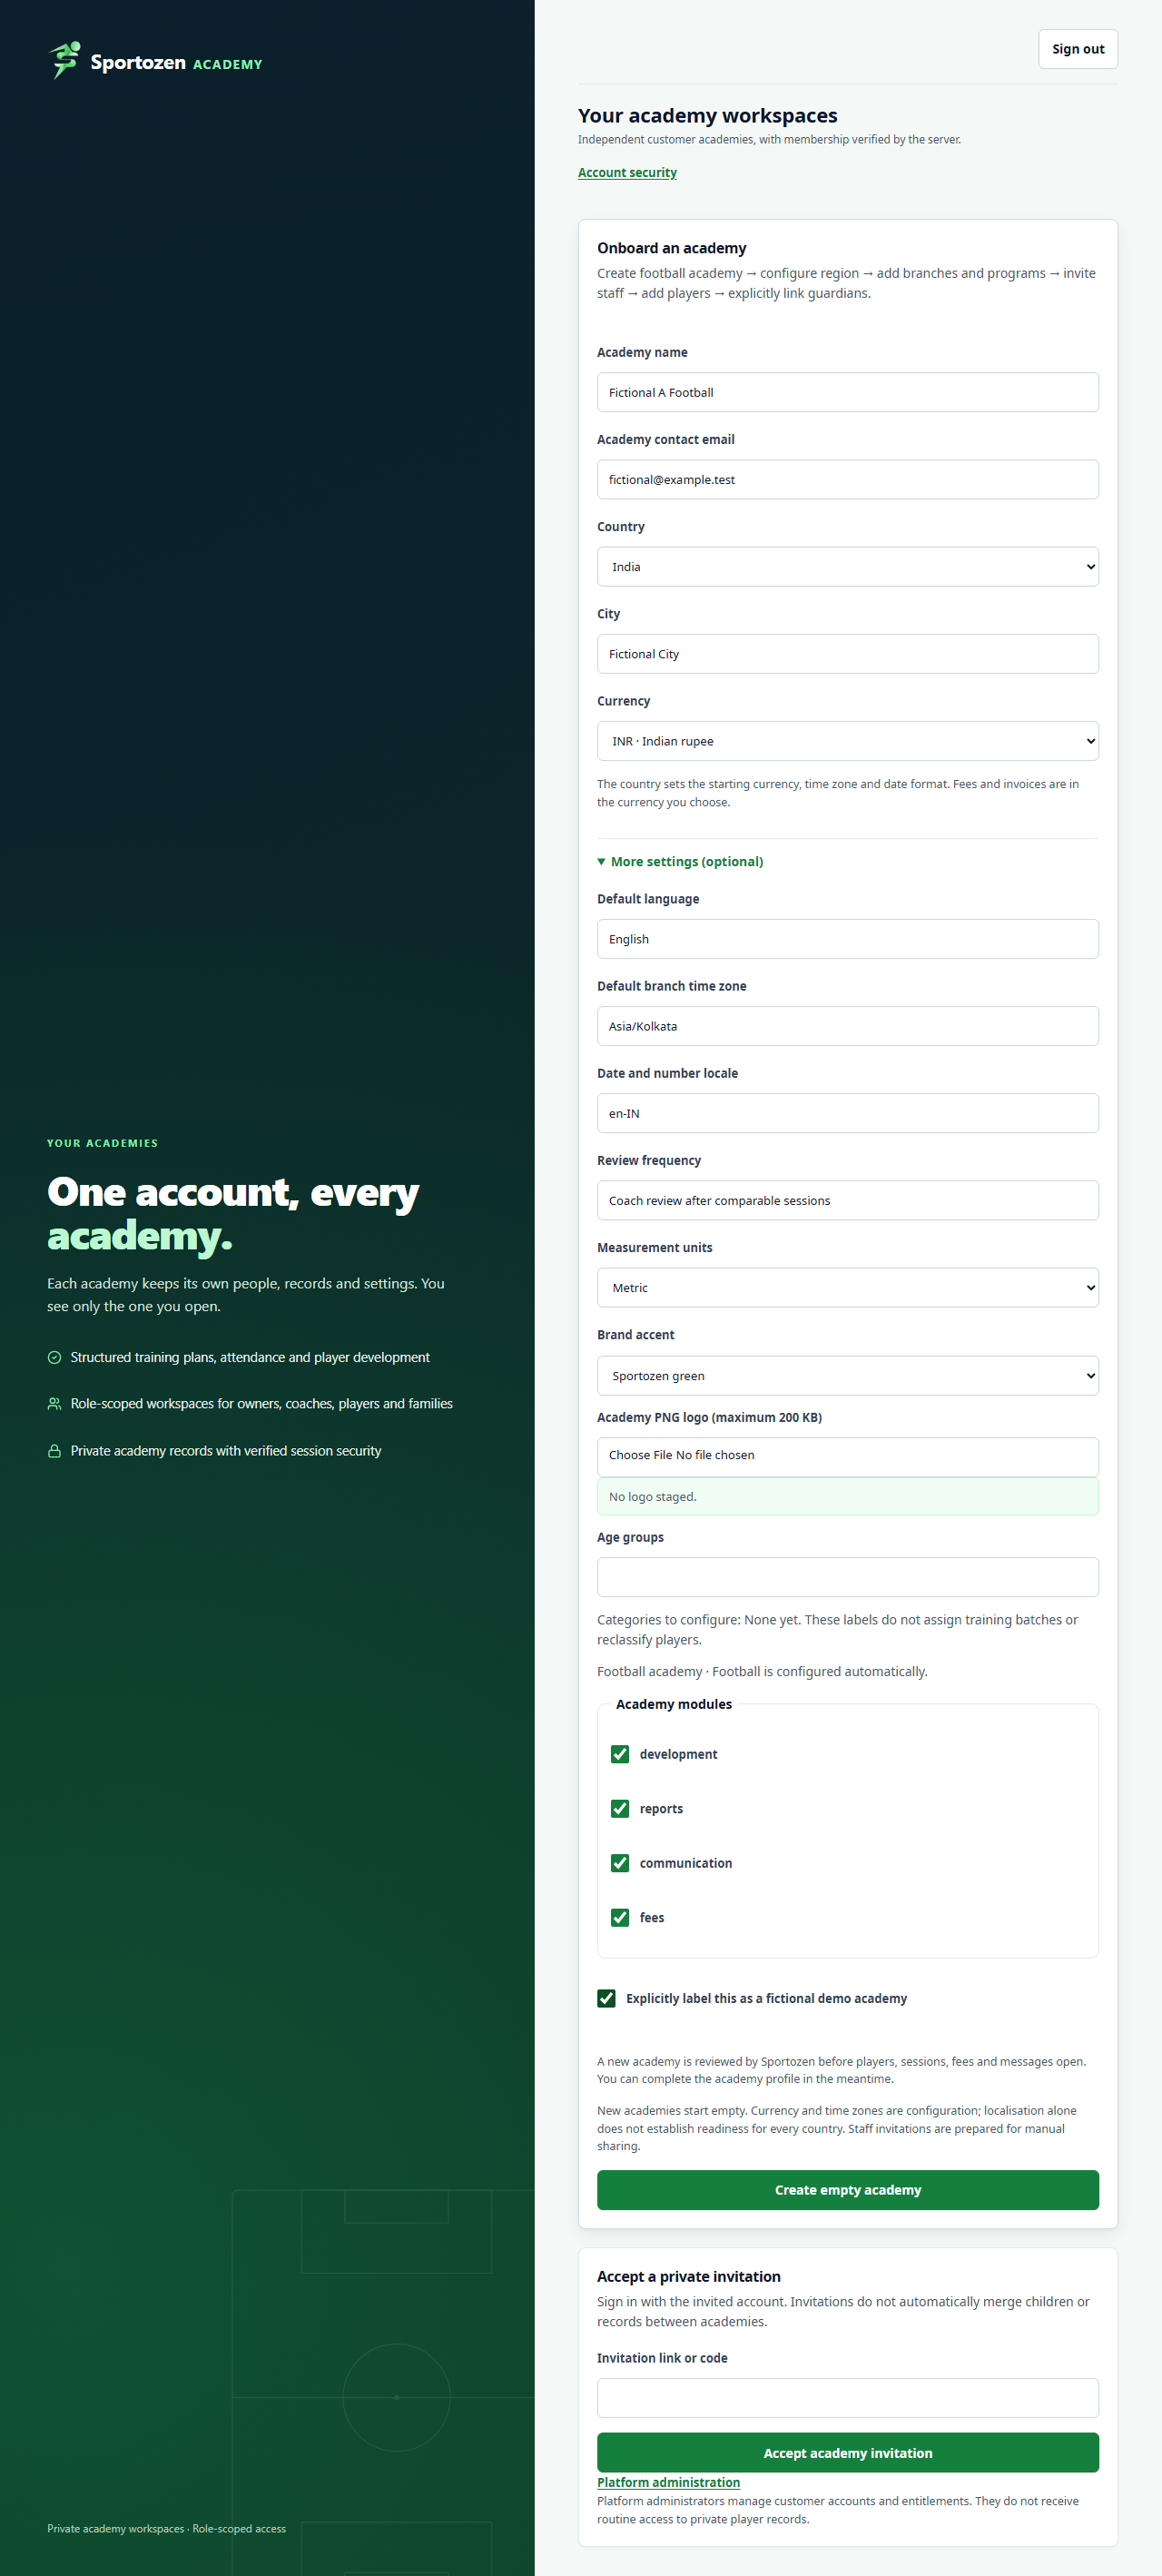 Sportozen ACADEMY
YOUR ACADEMIES
One account, every
academy.
Each academy keeps its own people, records and settings. You
see only the one you open.
Structured training plans, attendance and player development
Role-scoped workspaces for owners, coaches, players and families
Private academy records with verified session security
Private academy workspaces · Role-scoped access
Sign out
Your academy workspaces
Independent customer academies, with membership verified by the server.
Account security
Onboard an academy
Create football academy → configure region → add branches and programs → invite
staff → add players → explicitly link guardians.
Academy name
Fictional A Football
Academy contact email
fictional@example.test
Country
India
City
Fictional City
Currency
INR · Indian rupee
The country sets the starting currency, time zone and date format. Fees and invoices are in
the currency you choose.
▼ More settings (optional)
Default language
English
Default branch time zone
Asia/Kolkata
Date and number locale
en-IN
Review frequency
Coach review after comparable sessions
Measurement units
Metric
Brand accent
Sportozen green
Academy PNG logo (maximum 200 KB)
Choose File No file chosen
No logo staged.
Age groups
Categories to configure: None yet. These labels do not assign training batches or
reclassify players.
Football academy · Football is configured automatically.
Academy modules
development
reports
communication
fees
Explicitly label this as a fictional demo academy
A new academy is reviewed by Sportozen before players, sessions, fees and messages open.
You can complete the academy profile in the meantime.
New academies start empty. Currency and time zones are configuration; localisation alone
does not establish readiness for every country. Staff invitations are prepared for manual
sharing.
Create empty academy
Accept a private invitation
Sign in with the invited account. Invitations do not automatically merge children or
records between academies.
Invitation link or code
Accept academy invitation
Platform administration
Platform administrators manage customer accounts and entitlements. They do not receive
routine access to private player records.